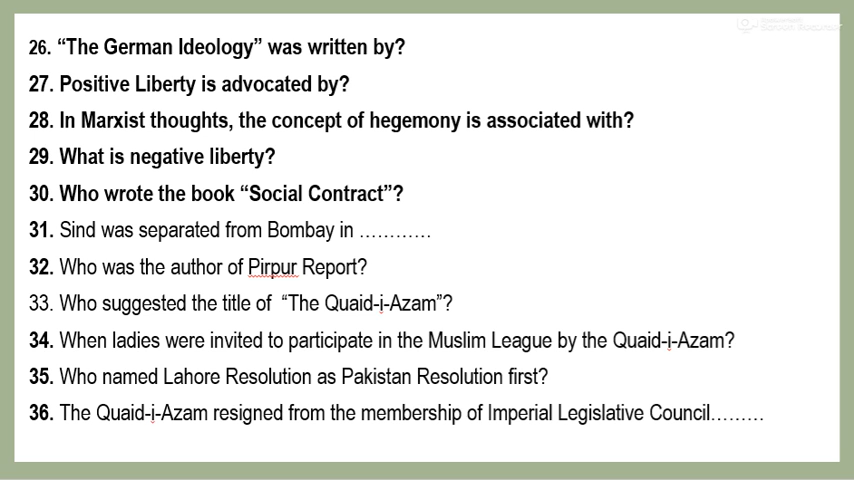 26. “The German Ideology” was written by?
27. Positive Liberty is advocated by?
28. In Marxist thoughts, the concept of hegemony is associated with?
29. What is negative liberty?
30. Who wrote the book “Social Contract”?
31. Sind was separated from Bombay in …………
32. Who was the author of Pirpur Report?
33. Who suggested the title of “The Quaid-i-Azam”?
34. When ladies were invited to participate in the Muslim League by the Quaid-i-Azam?
35. Who named Lahore Resolution as Pakistan Resolution first?
36. The Quaid-i-Azam resigned from the membership of Imperial Legislative Council………